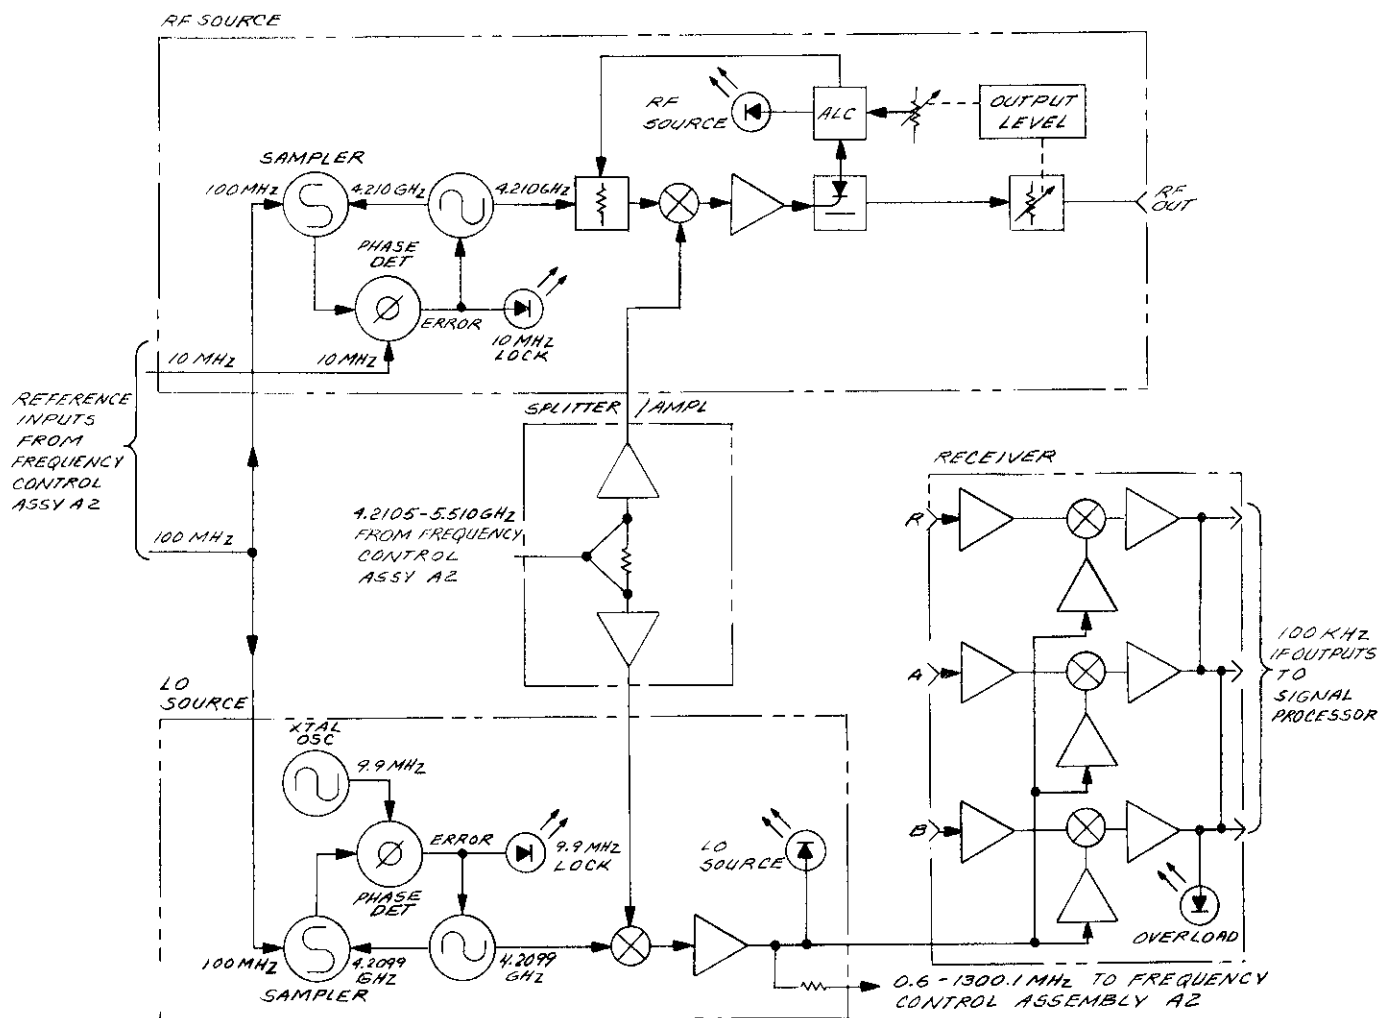 RF SOURCE
RF
SOURCE
ALC
OUTPUT
LEVEL
SAMPLER
100 MHz
4.210 GHz
4.210 GHz
RF
OUT
PHASE
DET
ERROR
10 MHz
LOCK
10 MHz
10 MHz
REFERENCE
INPUTS
FROM
FREQUENCY
CONTROL
ASSY A2
100 MHz
SPLITTER / AMPL
4.2105-5.510 GHz
FROM FREQUENCY
CONTROL
ASSY A2
RECEIVER
R
A
B
100 KHz
IF OUTPUTS
TO
SIGNAL
PROCESSOR
OVERLOAD
LO
SOURCE
XTAL
OSC
9.9 MHz
ERROR
PHASE
DET
9.9 MHz
LOCK
LO
SOURCE
100 MHz
4.2099
GHz
4.2099
GHz
SAMPLER
0.6-1300.1 MHz TO FREQUENCY
CONTROL ASSEMBLY A2